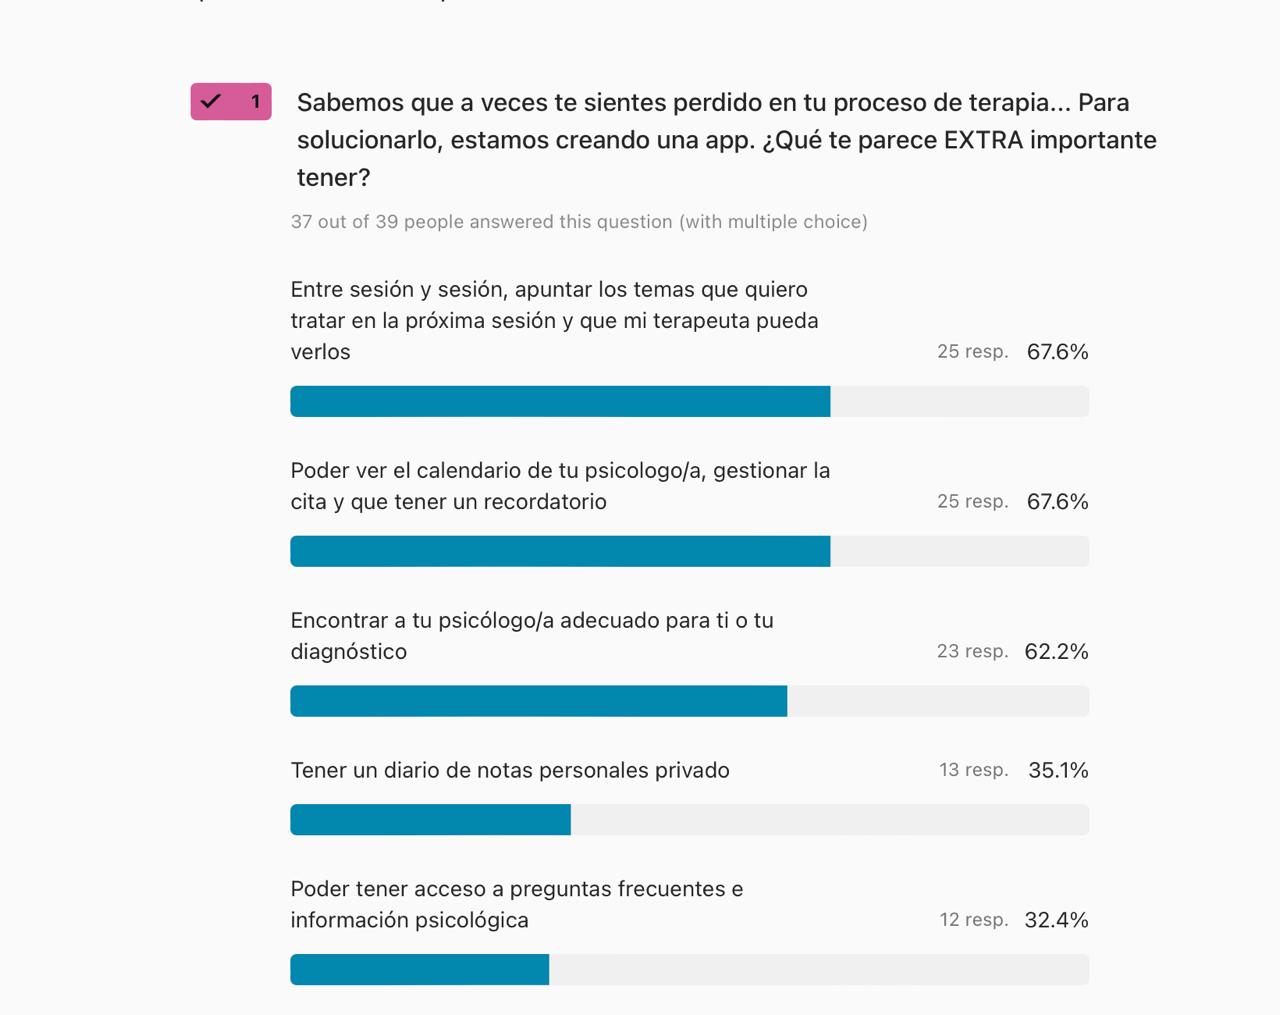 1
Sabemos que a veces te sientes perdido en tu proceso de terapia... Para
solucionarlo, estamos creando una app. ¿Qué te parece EXTRA importante
tener?
37 out of 39 people answered this question (with multiple choice)
Entre sesión y sesión, apuntar los temas que quiero
tratar en la próxima sesión y que mi terapeuta pueda
verlos
25 resp. 67.6%
Poder ver el calendario de tu psicologo/a, gestionar la
cita y que tener un recordatorio
25 resp. 67.6%
Encontrar a tu psicólogo/a adecuado para ti o tu
diagnóstico
23 resp. 62.2%
Tener un diario de notas personales privado
13 resp. 35.1%
Poder tener acceso a preguntas frecuentes e
información psicológica
12 resp. 32.4%